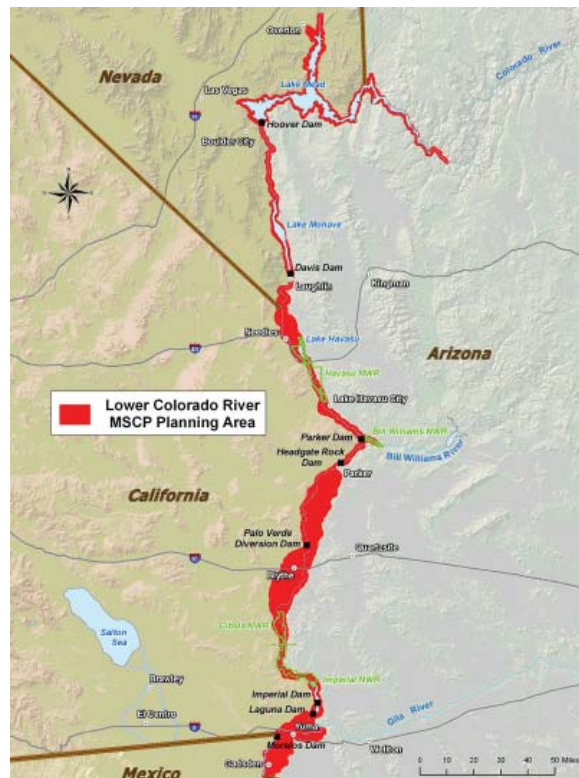 Overton
Nevada
Colorado River
Las Vegas
Lake Mead
Hoover Dam
Boulder City
Lake Mohave
Davis Dam
Laughlin
Kingman
Needles
Lake Havasu
Arizona
Havasu NWR
Lower Colorado River
MSCP Planning Area
Lake Havasu City
Parker Dam
Bill Williams NWR
Headgate Rock
Dam
Bill Williams River
Parker
California
Palo Verde
Diversion Dam
Quartzsite
Blythe
Cibola NWR
Salton
Sea
Brawley
Imperial NWR
Imperial Dam
Laguna Dam
Gila River
El Centro
Yuma
Morelos Dam
Wellton
Gadsden
Mexico
0 5 10 20 30 40 50 Miles